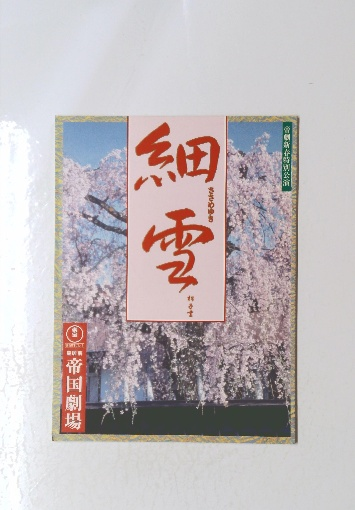 帝劇新春特別公演
細雪
ささめゆき
帝国劇場